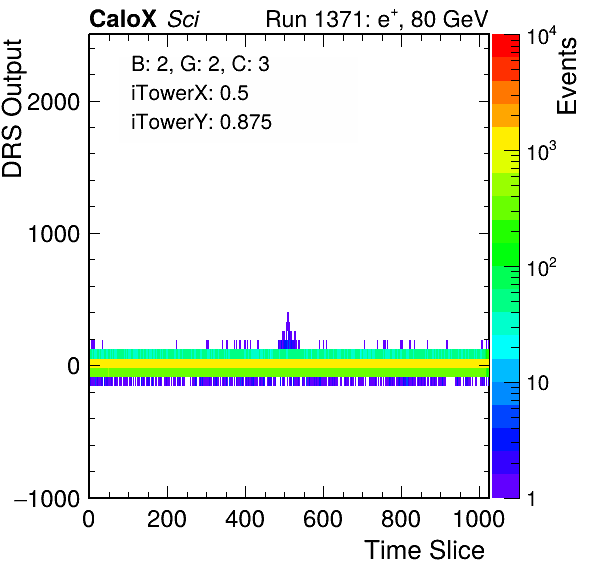 CaloX Sci Run 1371: e+, 80 GeV
B: 2, G: 2, C: 3
iTowerX: 0.5
iTowerY: 0.875
DRS Output
2000
1000
0
−1000
0 200 400 600 800 1000
Time Slice
Events
10^4
10^3
10^2
10
1